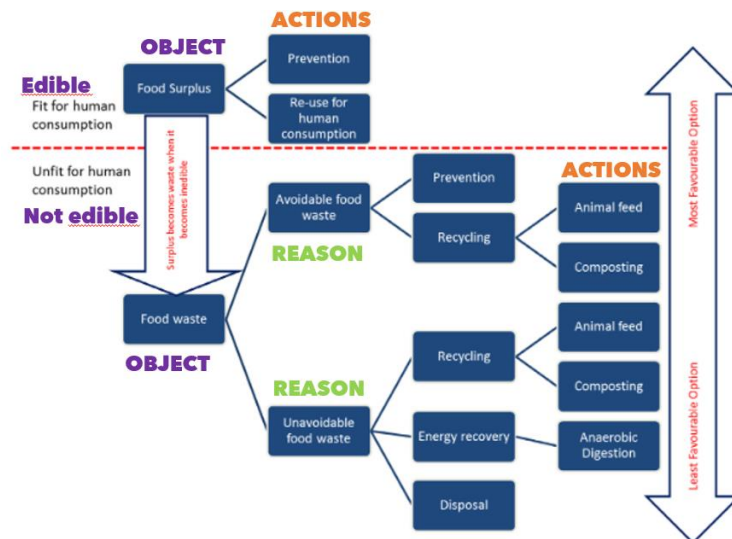 ACTIONS
OBJECT
Prevention
Edible
Food Surplus
Fit for human
consumption
Re-use for
human
consumption
Surplus becomes waste when it
becomes inedible
Unfit for human
consumption
Not edible
ACTIONS
Prevention
Avoidable food
waste
Animal feed
REASON
Recycling
Composting
Food waste
OBJECT
Animal feed
REASON
Recycling
Composting
Unavoidable
food waste
Energy recovery
Anaerobic
Digestion
Disposal
Most Favourable Option
Least Favourable Option